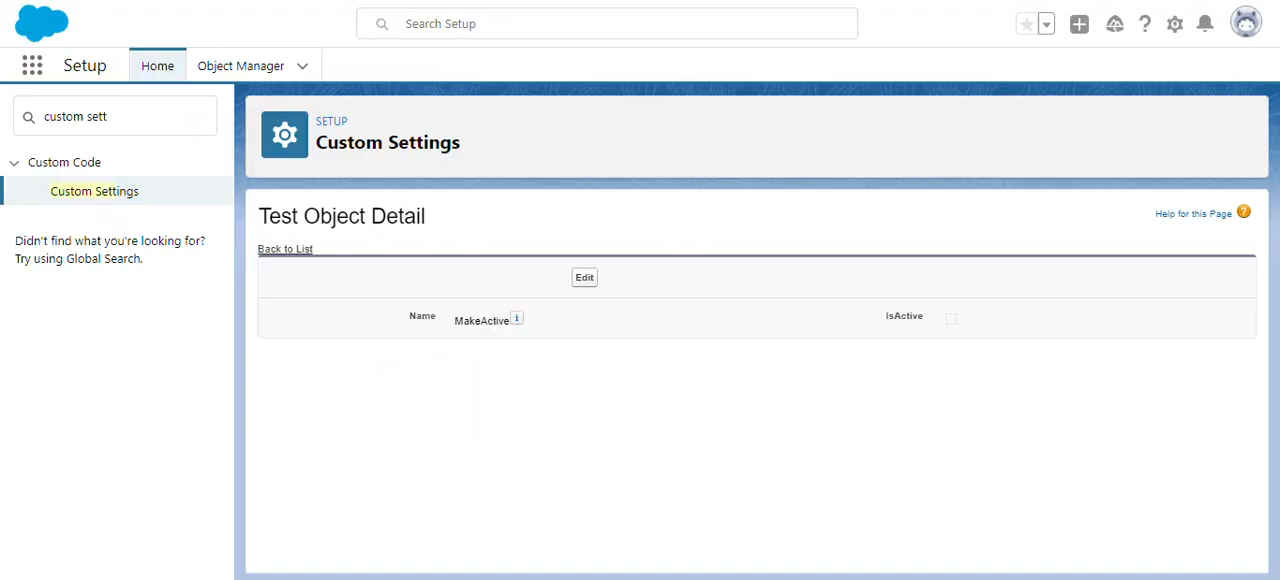 Search Setup
Setup
Home
Object Manager
custom sett
Custom Code
Custom Settings
Didn't find what you're looking for?
Try using Global Search.
SETUP
Custom Settings
Test Object Detail
Help for this Page
Back to List
Edit
Name
MakeActive
IsActive